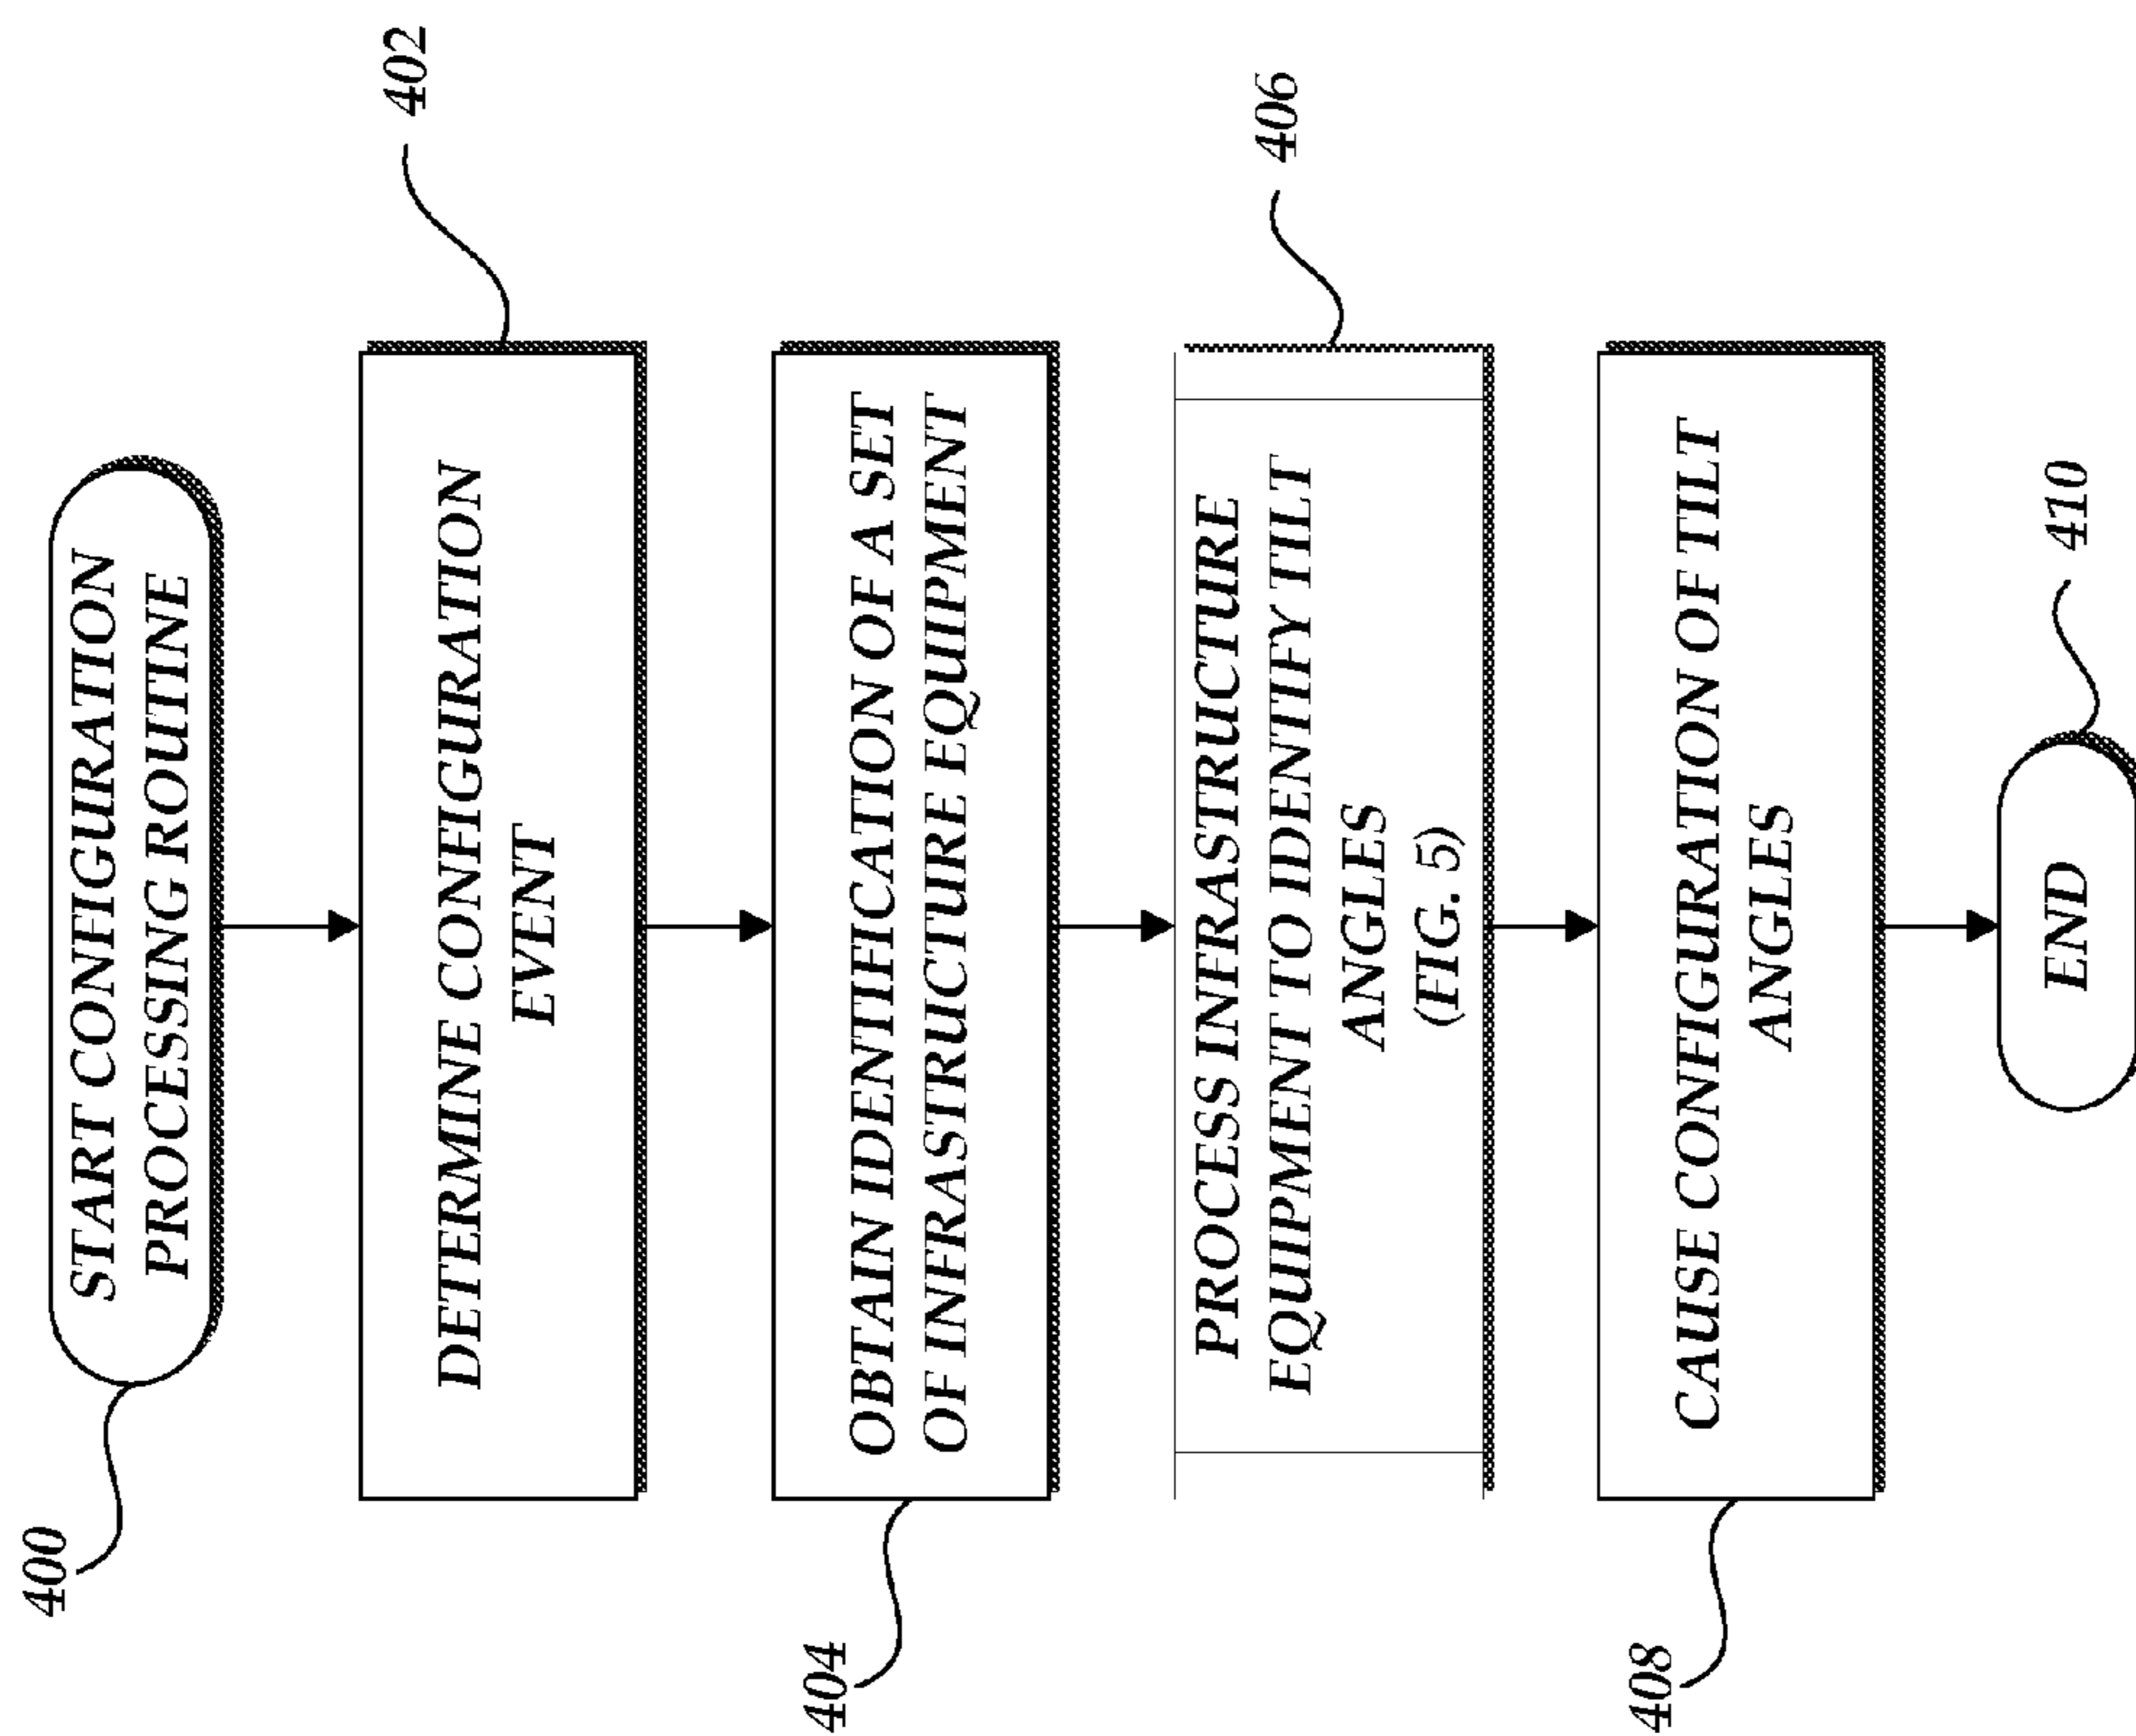 400
START CONFIGURATION
PROCESSING ROUTINE
402
DETERMINE CONFIGURATION
EVENT
404
OBTAIN IDENTIFICATION OF A SET
OF INFRASTRUCTURE EQUIPMENT
406
PROCESS INFRASTRUCTURE
EQUIPMENT TO IDENTIFY TILT
ANGLES
(FIG. 5)
408
CAUSE CONFIGURATION OF TILT
ANGLES
410
END